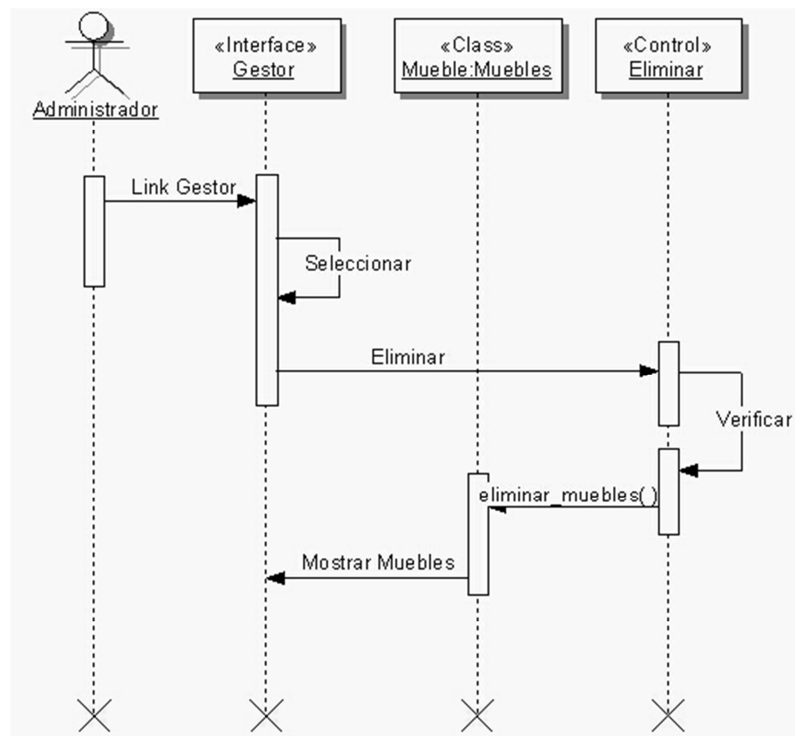 «Interface»
Gestor
«Class»
Mueble:Muebles
«Control»
Eliminar
Administrador
Link Gestor
Seleccionar
Eliminar
Verificar
eliminar_muebles()
Mostrar Muebles